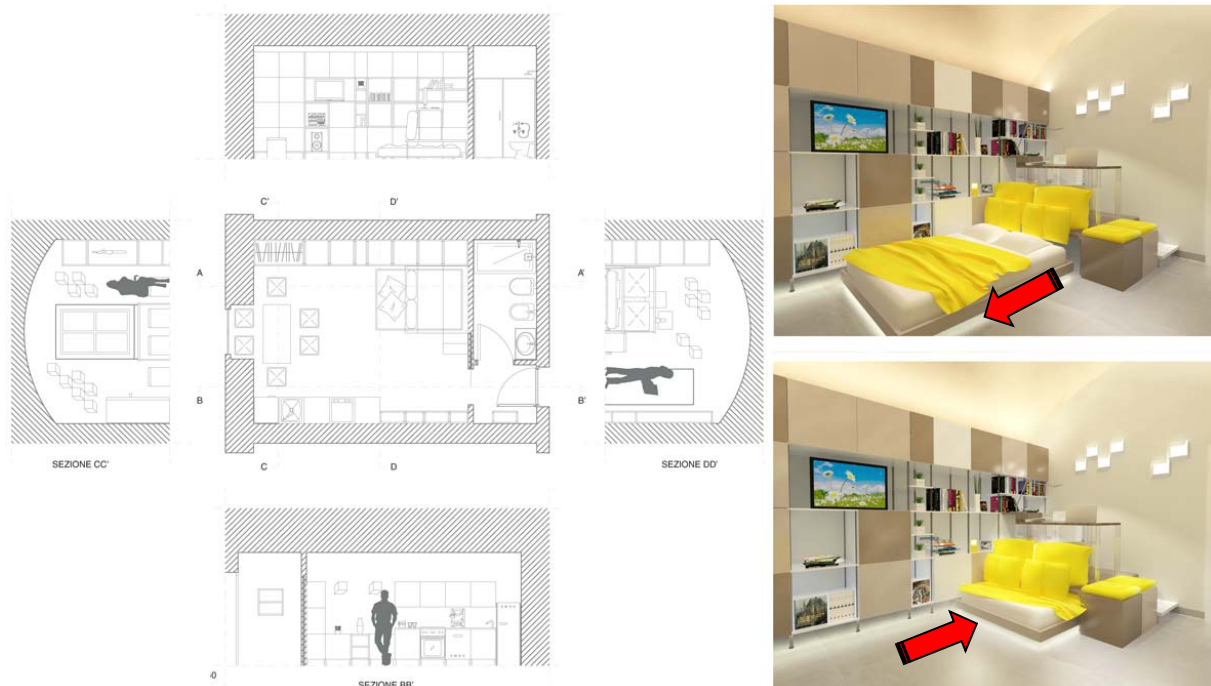 C'
D'
A
A'
B
B'
SEZIONE CC'
C
D
SEZIONE DD'
SEZIONE BB'